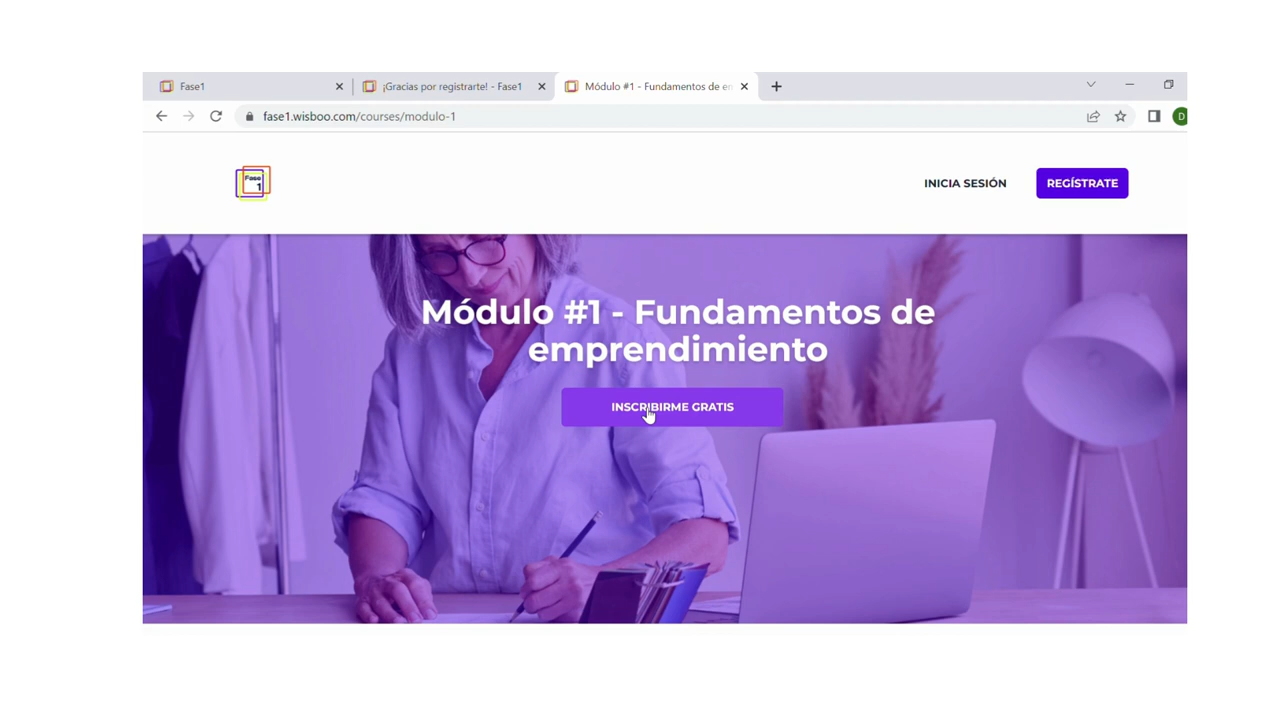 Fase1
¡Gracias por registrarte! - Fase1
Módulo #1 - Fundamentos de en
fase1.wisboo.com/courses/modulo-1
D
Fase
1
INICIA SESIÓN
REGÍSTRATE
Módulo #1 - Fundamentos de
emprendimiento
INSCRIBIRME GRATIS